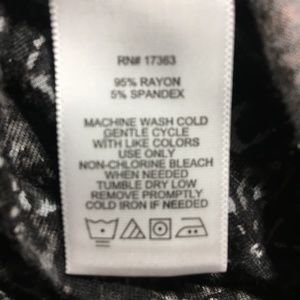 RN# 17363
95% RAYON
5% SPANDEX
MACHINE WASH COLD
GENTLE CYCLE
WITH LIKE COLORS
USE ONLY
NON-CHLORINE BLEACH
WHEN NEEDED
TUMBLE DRY LOW
REMOVE PROMPTLY
COLD IRON IF NEEDED